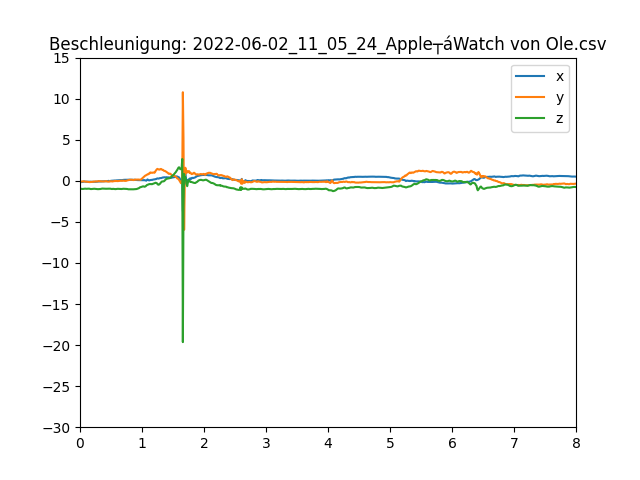 Beschleunigung: 2022-06-02_11_05_24_Apple┬áWatch von Ole.csv
15
10
5
0
−5
−10
−15
−20
−25
−30
0 1 2 3 4 5 6 7 8
x
y
z